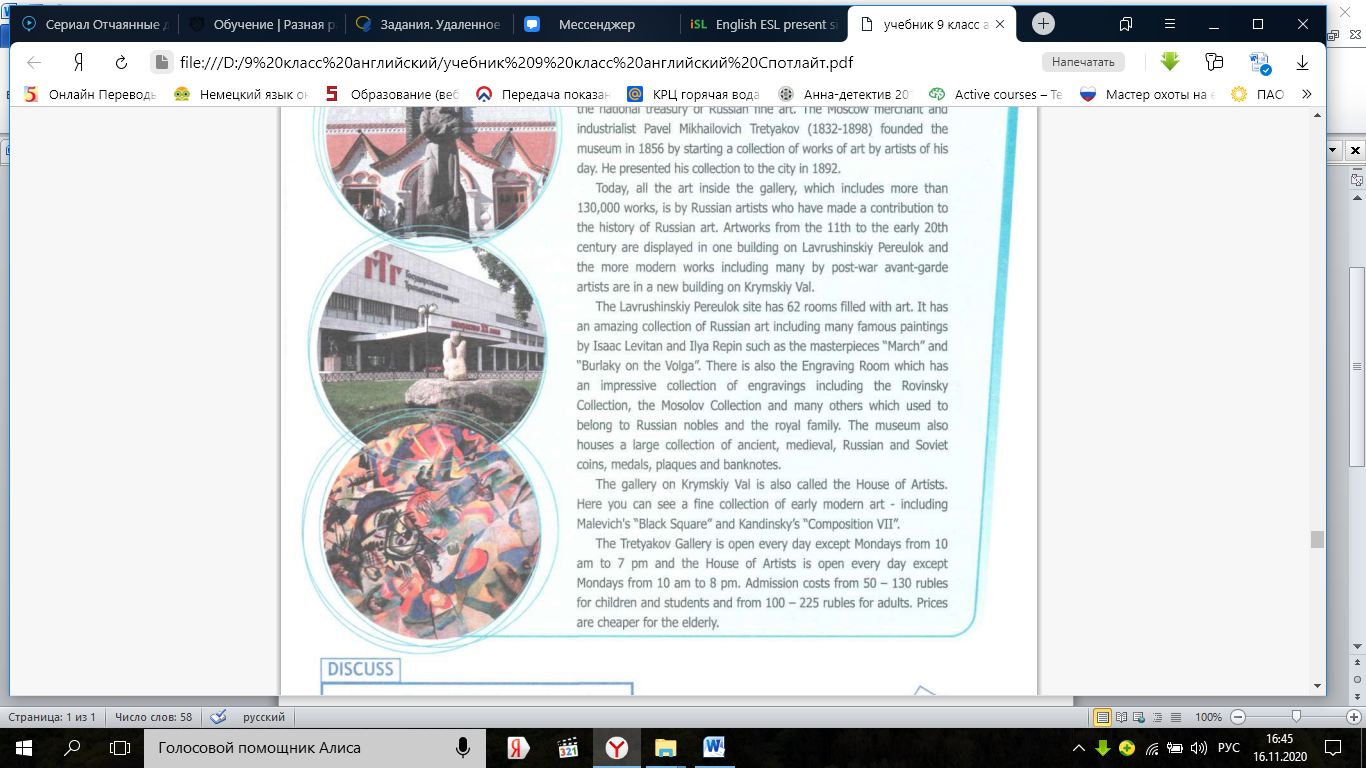 Сериал Отчаянные д
Обучение | Разная р
Задания. Удаленное
Мессенджер
iSL English ESL present si
учебник 9 класс а
file:///D:/9%20класс%20английский/учебник%209%20класс%20английский%20Спотлайт.pdf
Напечатать
Онлайн Переводь
Немецкий язык он
Образование (веб
Передача показан
КРЦ горячая вода
Анна-детектив 201
Active courses – Te
Мастер охоты на е
ПАО
the national treasury of Russian fine art. The Moscow merchant and
industrialist Pavel Mikhailovich Tretyakov (1832-1898) founded the
museum in 1856 by starting a collection of works of art by artists of his
day. He presented his collection to the city in 1892.
Today, all the art inside the gallery, which includes more than
130,000 works, is by Russian artists who have made a contribution to
the history of Russian art. Artworks from the 11th to the early 20th
century are displayed in one building on Lavrushinskiy Pereulok and
the more modern works including many by post-war avant-garde
artists are in a new building on Krymskiy Val.
The Lavrushinskiy Pereulok site has 62 rooms filled with art. It has
an amazing collection of Russian art including many famous paintings
by Isaac Levitan and Ilya Repin such as the masterpieces “March” and
“Burlaky on the Volga”. There is also the Engraving Room which has
an impressive collection of engravings including the Rovinsky
Collection, the Mosolov Collection and many others which used to
belong to Russian nobles and the royal family. The museum also
houses a large collection of ancient, medieval, Russian and Soviet
coins, medals, plaques and banknotes.
The gallery on Krymskiy Val is also called the House of Artists.
Here you can see a fine collection of early modern art - including
Malevich's “Black Square” and Kandinsky’s “Composition VII”.
The Tretyakov Gallery is open every day except Mondays from 10
am to 7 pm and the House of Artists is open every day except
Mondays from 10 am to 8 pm. Admission costs from 50 – 130 rubles
for children and students and from 100 – 225 rubles for adults. Prices
are cheaper for the elderly.
DISCUSS
Страница: 1 из 1
Число слов: 58
русский
100%
Голосовой помощник Алиса
РУС
16:45
16.11.2020